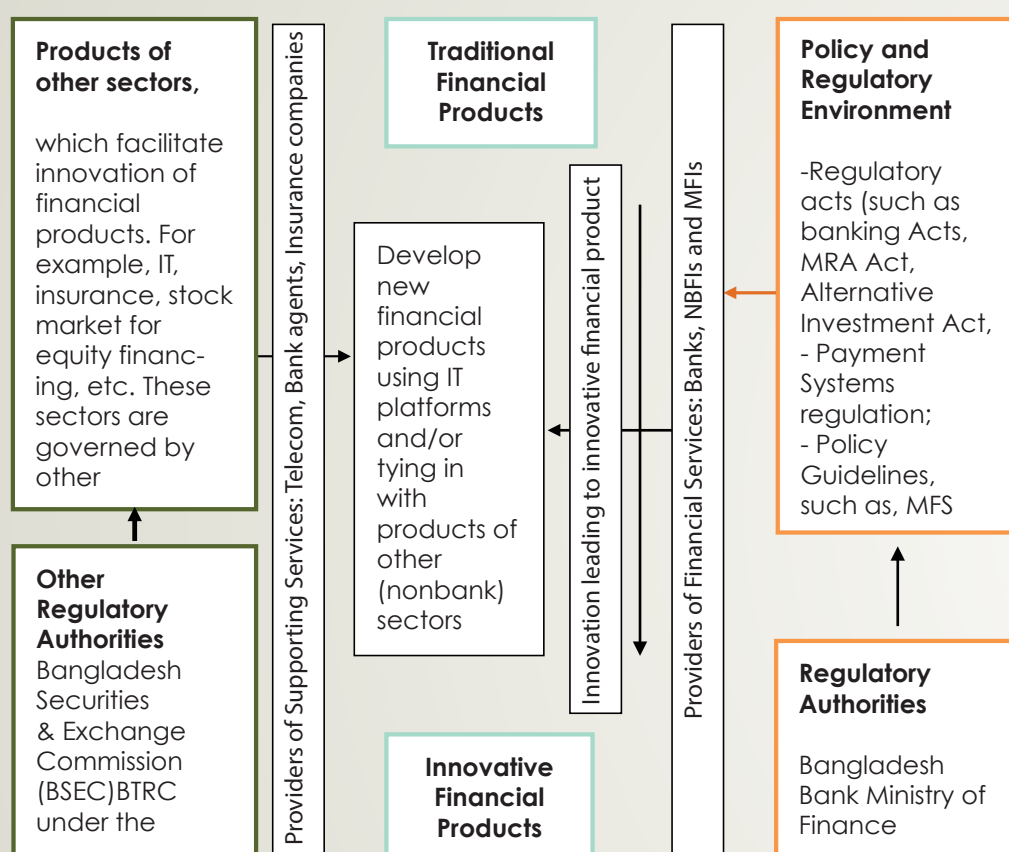 Products of
other sectors,
which facilitate
innovation of
financial
products. For
example, IT,
insurance, stock
market for
equity financ-
ing, etc. These
sectors are
governed by
other
Other
Regulatory
Authorities
Bangladesh
Securities
& Exchange
Commission
(BSEC)BTRC
under the
Providers of Supporting Services: Telecom, Bank agents, Insurance companies
Traditional
Financial
Products
Develop
new
financial
products
using IT
platforms
and/or
tying in
with
products of
other
(nonbank)
sectors
Innovative
Financial
Products
Innovation leading to innovative financial product
Providers of Financial Services: Banks, NBFIs and MFIs
Policy and
Regulatory
Environment
-Regulatory
acts (such as
banking Acts,
MRA Act,
Alternative
Investment Act,
- Payment
Systems
regulation;
- Policy
Guidelines,
such as, MFS
Regulatory
Authorities
Bangladesh
Bank Ministry of
Finance